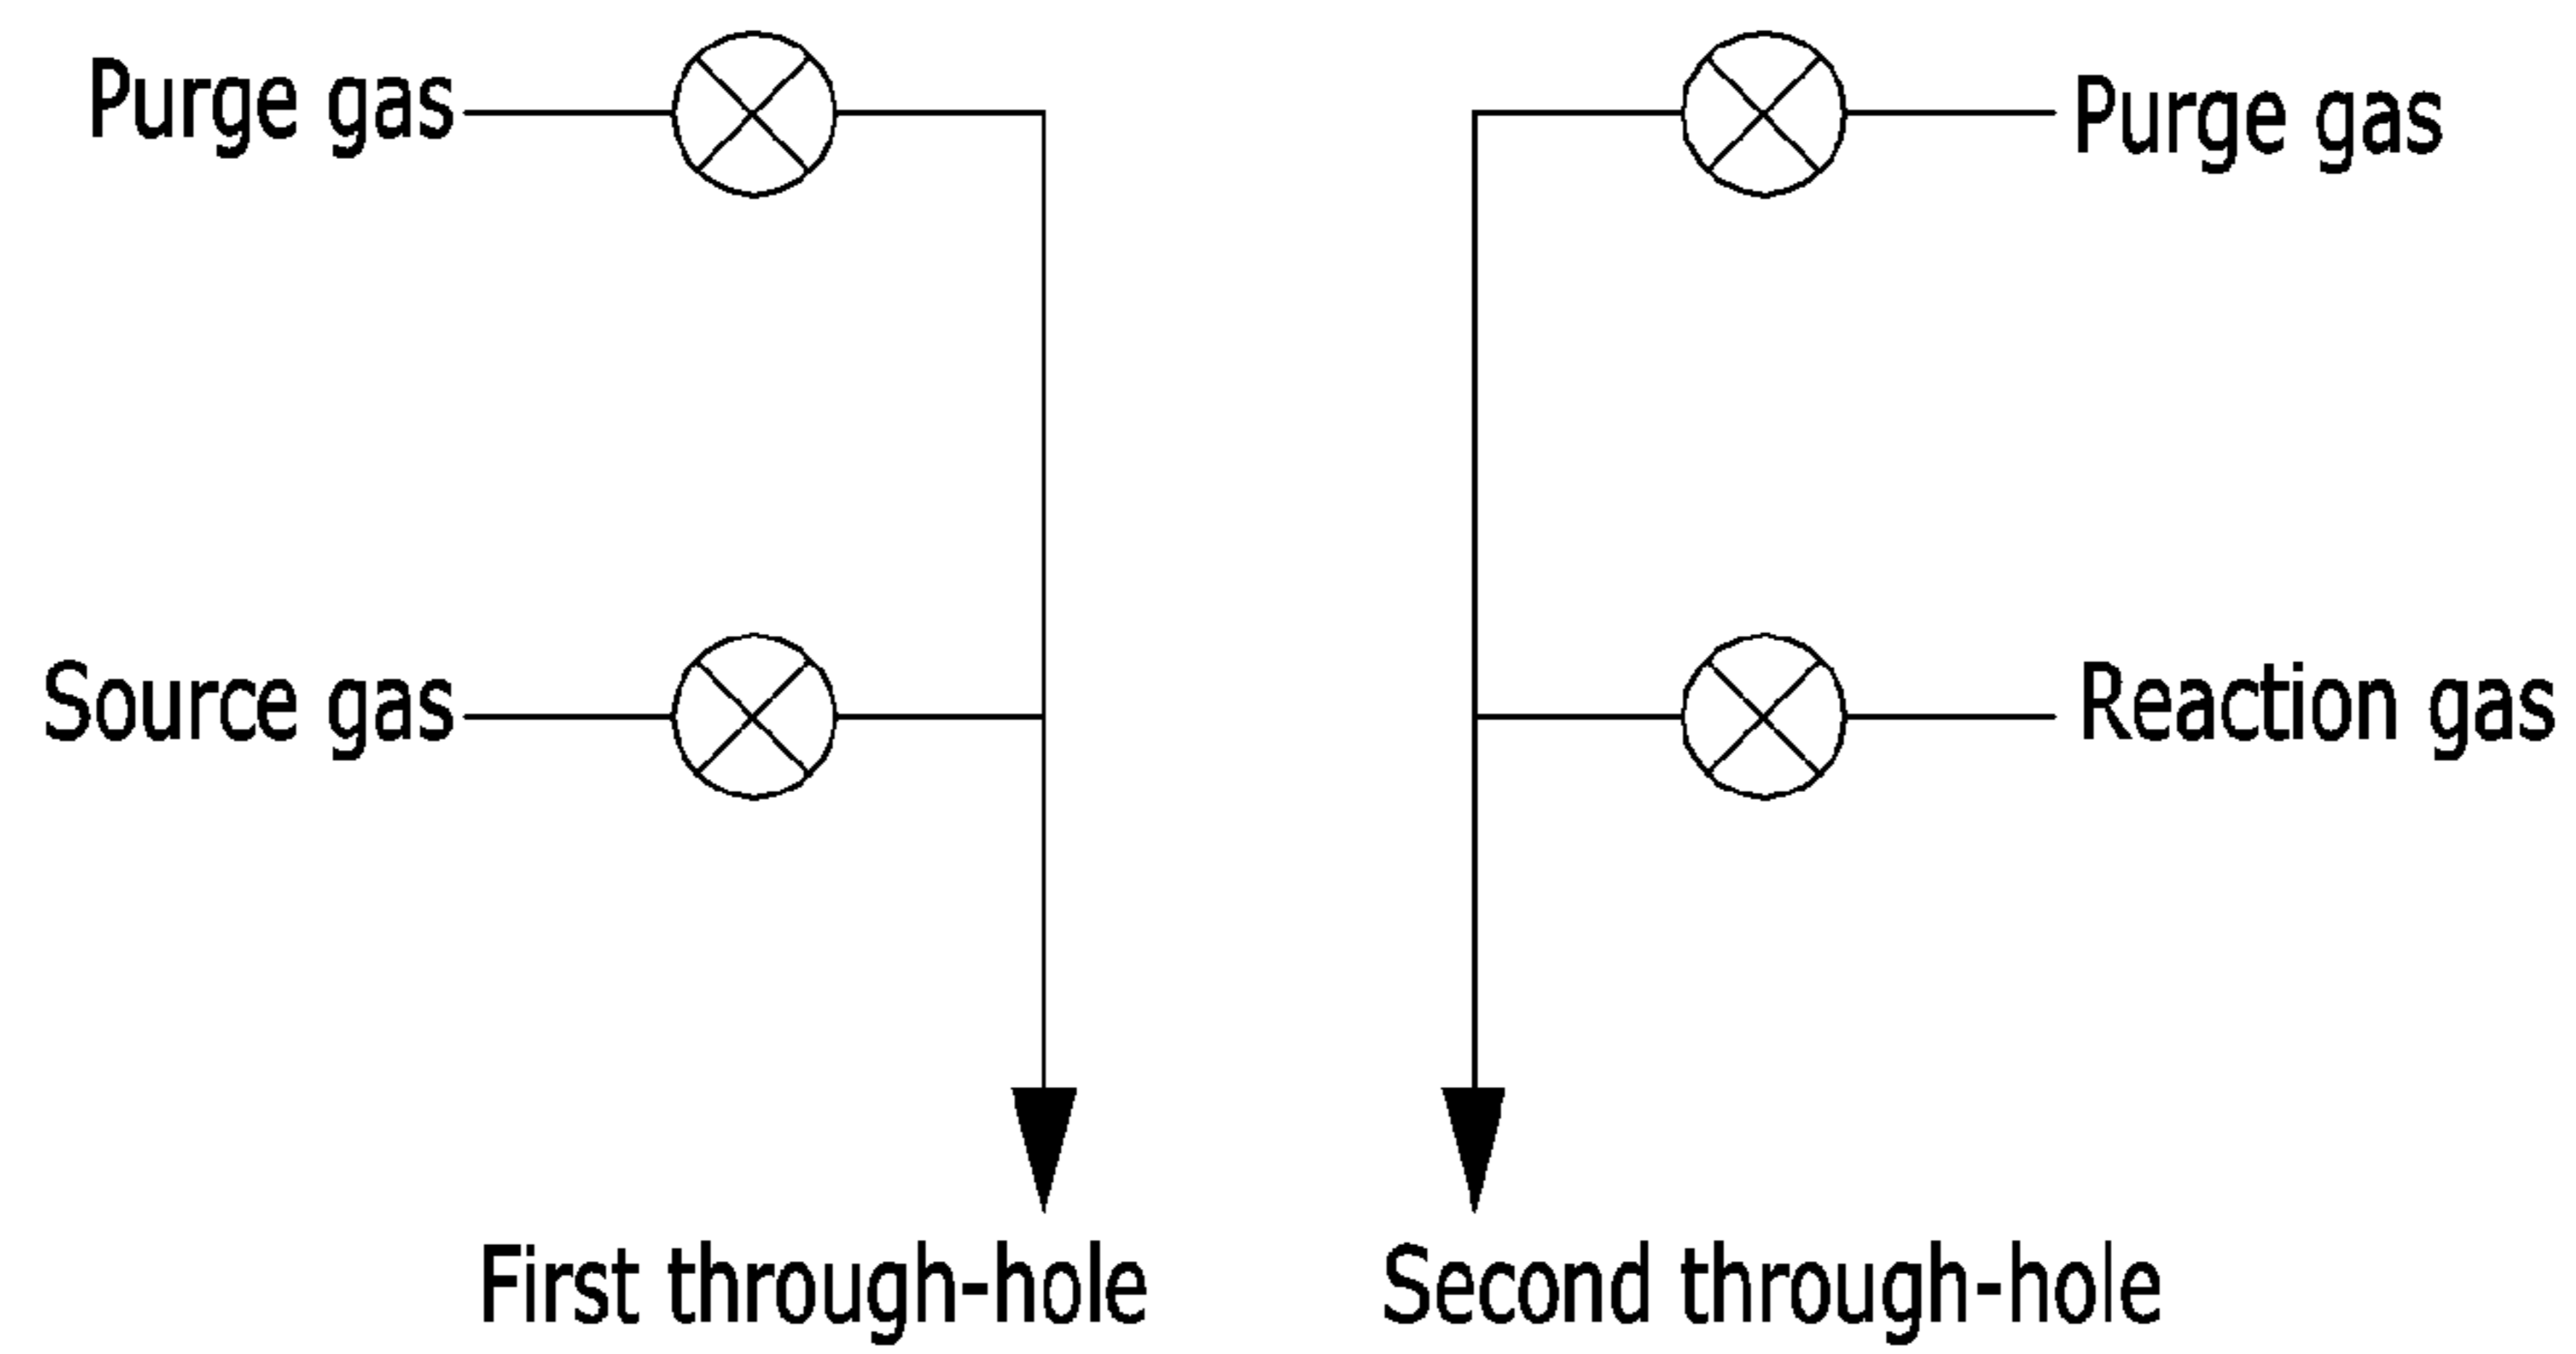 Purge gas
Purge gas
Source gas
Reaction gas
First through-hole
Second through-hole